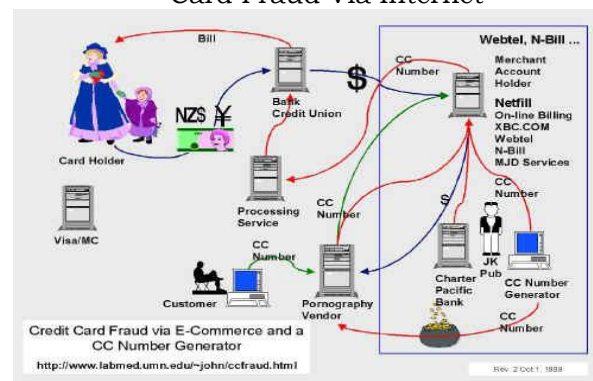 Card Fraud via Internet
Bill
Webtel, N-Bill ...
CC
Number
Merchant
Account
Holder
$
NZ$ ¥
Bank
Credit Union
Netfill
On-line Billing
XBC.COM
Webtel
N-Bill
MJD Services
Card Holder
CC
Number
Processing
Service
CC
Number
$
Visa/MC
CC
Number
JK
Pub
Charter
Pacific
Bank
CC Number
Generator
Customer
Pornography
Vendor
CC
Number
Credit Card Fraud via E-Commerce and a
CC Number Generator
http://www.labmed.umn.edu/~john/ccfraud.html
Rev. 2 Oct 1, 1999